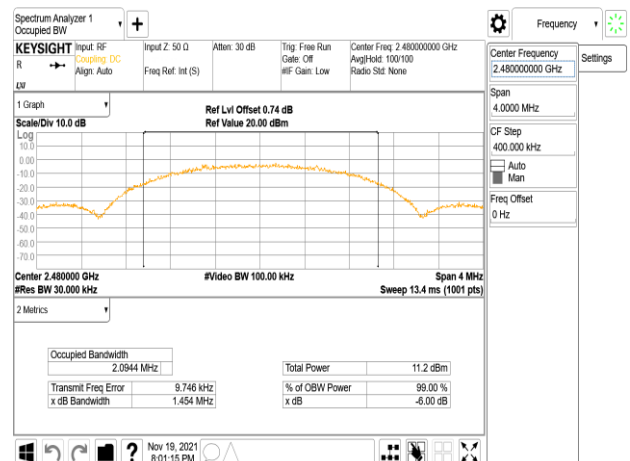 Spectrum Analyzer 1
Occupied BW
Frequency
KEYSIGHT
R
LXI
Input: RF
Coupling: DC
Align: Auto
Input Z: 50 Ω
Freq Ref: Int (S)
Atten: 30 dB
Trig: Free Run
Gate: Off
#IF Gain: Low
Center Freq: 2.480000000 GHz
Avg|Hold: 100/100
Radio Std: None
Center Frequency
2.480000000 GHz
Settings
Span
4.0000 MHz
CF Step
400.000 kHz
Auto
Man
Freq Offset
0 Hz
1 Graph
Scale/Div 10.0 dB
Ref Lvl Offset 0.74 dB
Ref Value 20.00 dBm
Log
10.0
0.00
-10.0
-20.0
-30.0
-40.0
-50.0
-60.0
-70.0
Center 2.480000 GHz
#Res BW 30.000 kHz
#Video BW 100.00 kHz
Span 4 MHz
Sweep 13.4 ms (1001 pts)
2 Metrics
Occupied Bandwidth
2.0944 MHz
Transmit Freq Error 9.746 kHz
x dB Bandwidth 1.454 MHz
Total Power 11.2 dBm
% of OBW Power 99.00 %
x dB -6.00 dB
?
Nov 19, 2021
8:01:15 PM